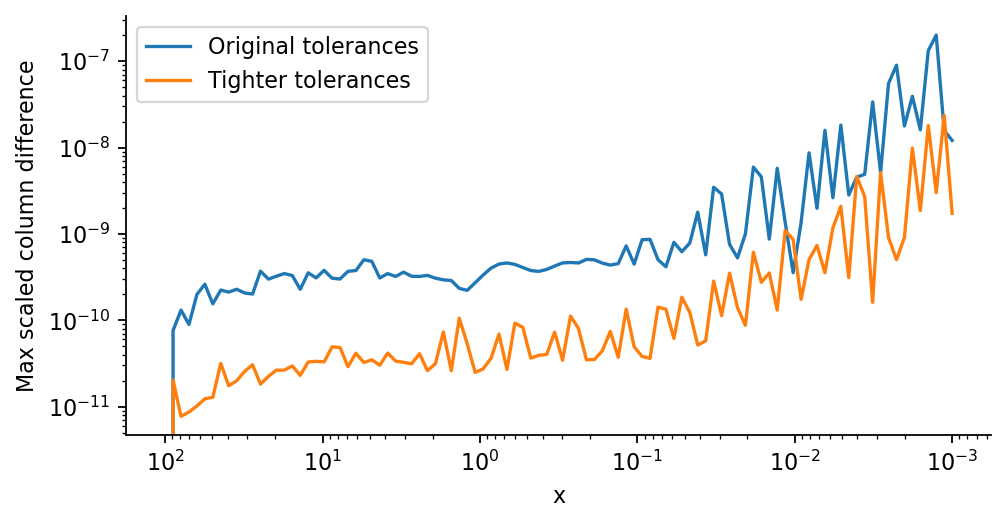 Original tolerances
Tighter tolerances
Max scaled column difference
10⁻⁷
10⁻⁸
10⁻⁹
10⁻¹⁰
10⁻¹¹
10² 10¹ 10⁰ 10⁻¹ 10⁻² 10⁻³
x